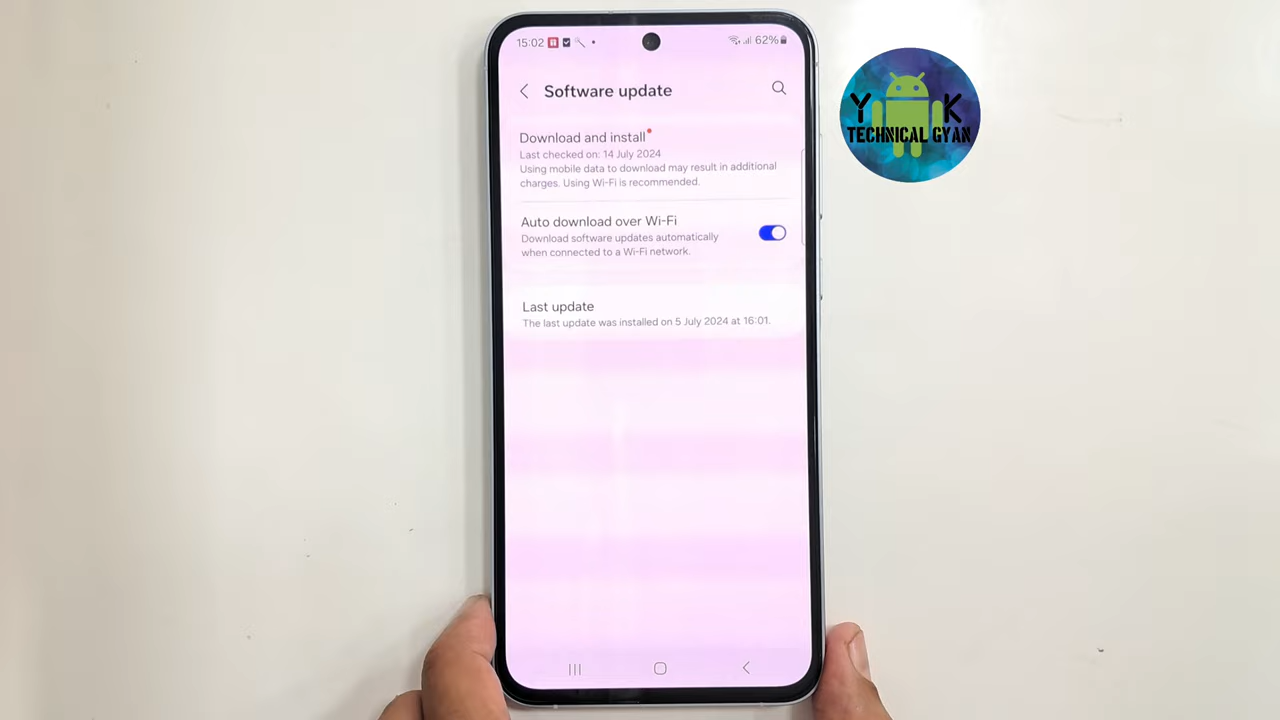 15:02
62%
Software update
Download and install
Last checked on: 14 July 2024
Using mobile data to download may result in additional
charges. Using Wi-Fi is recommended.
Auto download over Wi-Fi
Download software updates automatically
when connected to a Wi-Fi network.
Last update
The last update was installed on 5 July 2024 at 16:01.
Y K
TECHNICAL GYAN